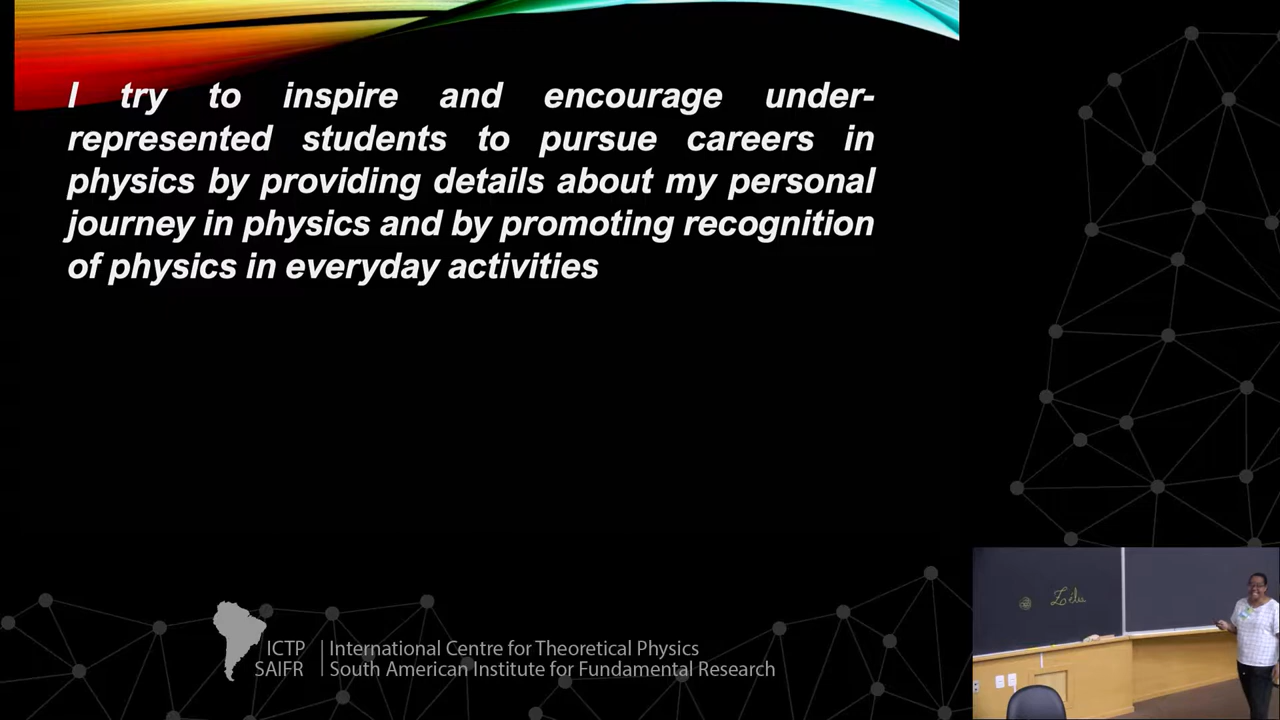 I try to inspire and encourage under-
represented students to pursue careers in
physics by providing details about my personal
journey in physics and by promoting recognition
of physics in everyday activities
ICTP
SAIFR
International Centre for Theoretical Physics
South American Institute for Fundamental Research